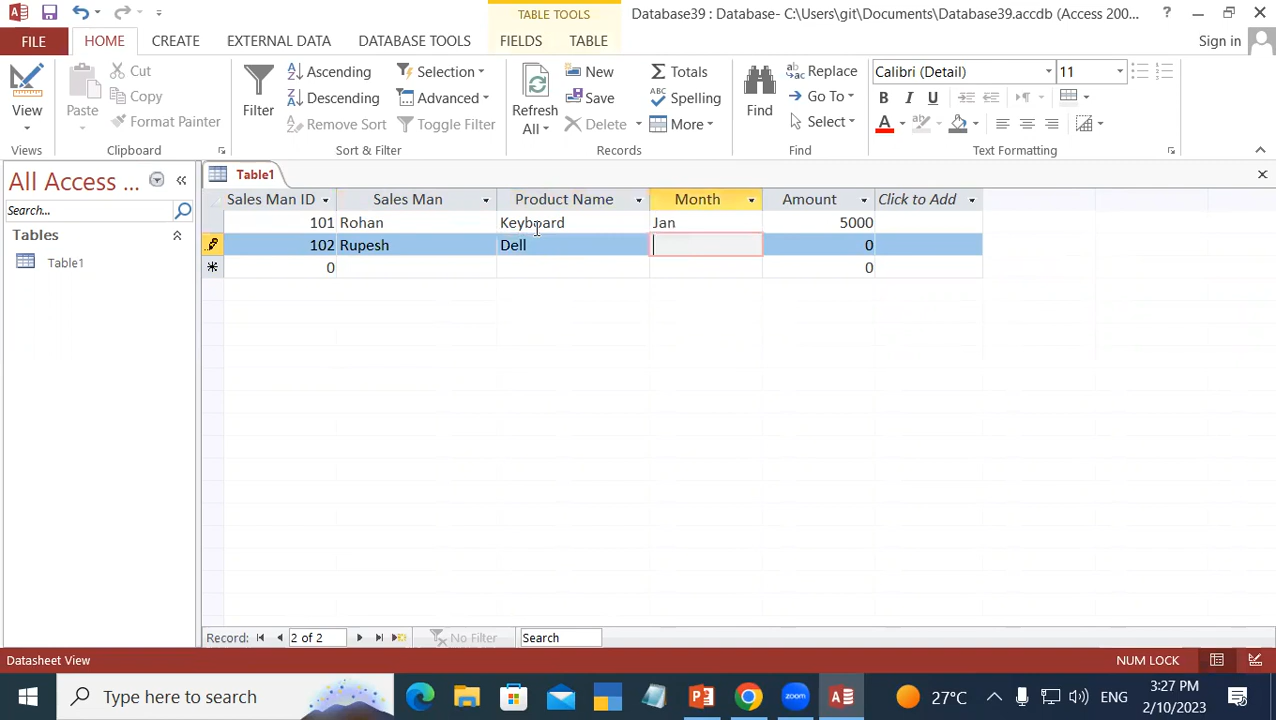 TABLE TOOLS
Database39 : Database- C:\Users\git\Documents\Database39.accdb (Access 200...
?
FILE HOME CREATE EXTERNAL DATA DATABASE TOOLS FIELDS TABLE Sign in
View
Views
Paste
Cut
Copy
Format Painter
Clipboard
Filter
Ascending
Descending
Remove Sort
Selection
Advanced
Toggle Filter
Sort & Filter
Refresh
All
New
Save
Delete
Totals
Spelling
More
Records
Find
Replace
Go To
Select
Find
Calibri (Detail) 11
B I U
A
Text Formatting
All Access ...
Search...
Tables
Table1
Table1
Sales Man ID Sales Man Product Name Month Amount Click to Add
101 Rohan Keyboard Jan 5000
102 Rupesh Dell 0
0 0
Record: 2 of 2 No Filter Search
Datasheet View NUM LOCK
Type here to search
27°C ENG
3:27 PM
2/10/2023